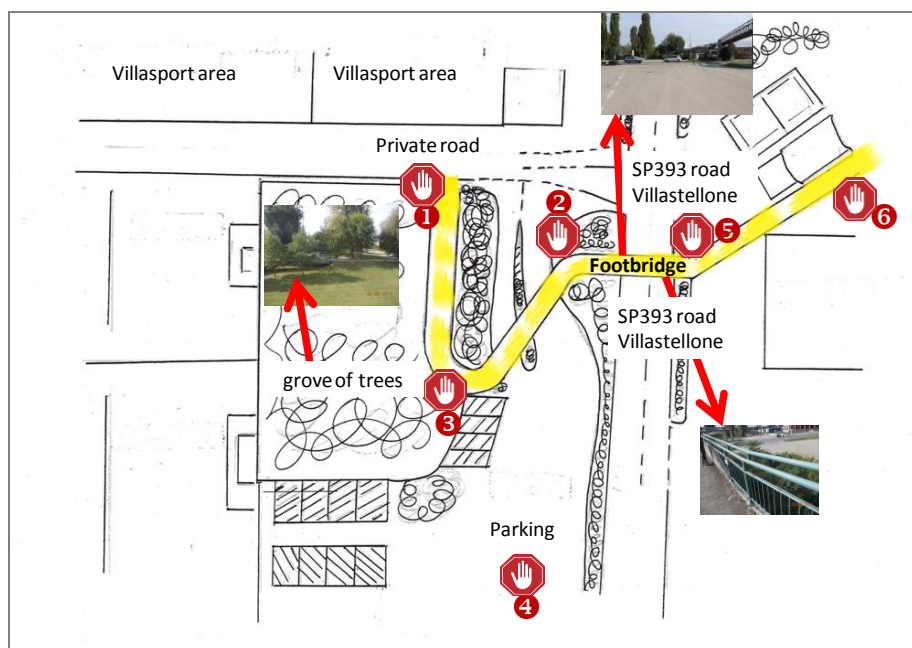 Villasport area
Villasport area
Private road
1
2
SP393 road
Villastellone
5
6
Footbridge
SP393 road
Villastellone
grove of trees
3
Parking
4